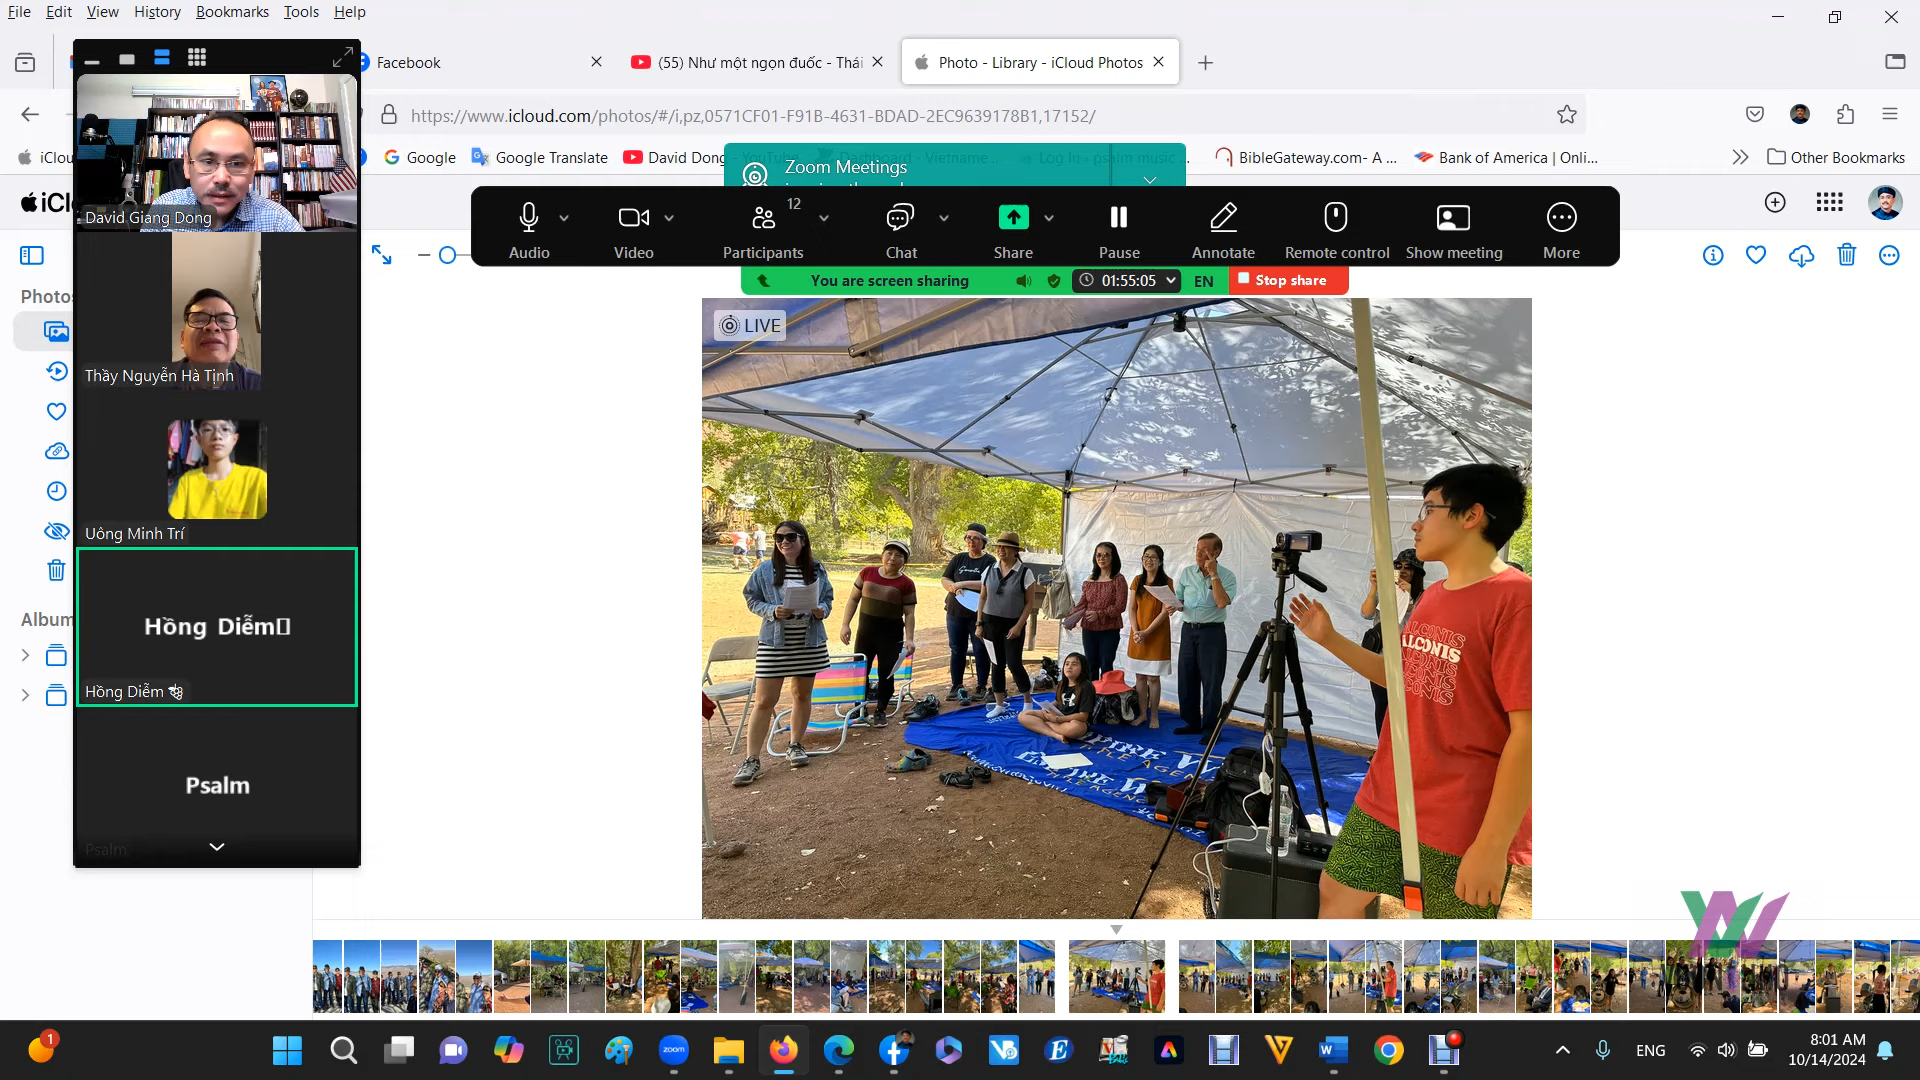 File Edit View History Bookmarks Tools Help
Facebook
(55) Như một ngọn đuốc - Thái
Photo - Library - iCloud Photos
https://www.icloud.com/photos/#/i,pz,0571CF01-F91B-4631-BDAD-2EC9639178B1,17152/
Google
Google Translate
BibleGateway.com- A ...
Bank of America | Onli...
Other Bookmarks
Zoom Meetings
12
Audio
Video
Participants
Chat
Share
Pause
Annotate
Remote control
Show meeting
More
You are screen sharing
01:55:05
EN
Stop share
David Giang Dong
Thầy Nguyễn Hà Tịnh
Uông Minh Trí
Hồng Diễm
Hồng Diễm
Psalm
Psalm
LIVE
1
zoom
ENG
8:01 AM
10/14/2024